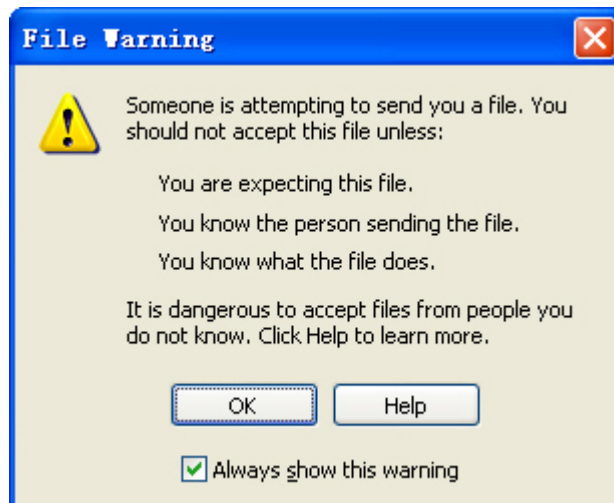 File Warning
Someone is attempting to send you a file. You
should not accept this file unless:
You are expecting this file.
You know the person sending the file.
You know what the file does.
It is dangerous to accept files from people you
do not know. Click Help to learn more.
OK
Help
Always show this warning